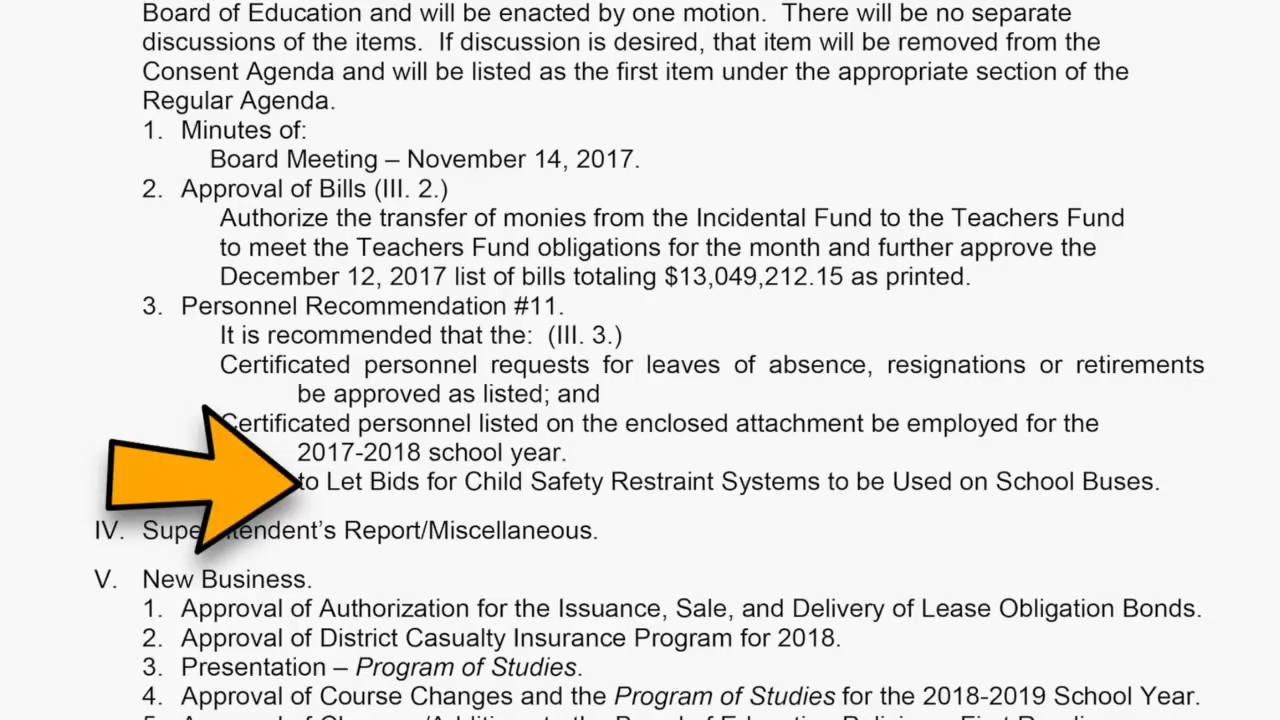 Board of Education and will be enacted by one motion. There will be no separate
discussions of the items. If discussion is desired, that item will be removed from the
Consent Agenda and will be listed as the first item under the appropriate section of the
Regular Agenda.
1. Minutes of:
Board Meeting – November 14, 2017.
2. Approval of Bills (III. 2.)
Authorize the transfer of monies from the Incidental Fund to the Teachers Fund
to meet the Teachers Fund obligations for the month and further approve the
December 12, 2017 list of bills totaling $13,049,212.15 as printed.
3. Personnel Recommendation #11.
It is recommended that the: (III. 3.)
Certificated personnel requests for leaves of absence, resignations or retirements
be approved as listed; and
Certificated personnel listed on the enclosed attachment be employed for the
2017-2018 school year.
to Let Bids for Child Safety Restraint Systems to be Used on School Buses.
IV. Superintendent's Report/Miscellaneous.
V. New Business.
1. Approval of Authorization for the Issuance, Sale, and Delivery of Lease Obligation Bonds.
2. Approval of District Casualty Insurance Program for 2018.
3. Presentation – Program of Studies.
4. Approval of Course Changes and the Program of Studies for the 2018-2019 School Year.